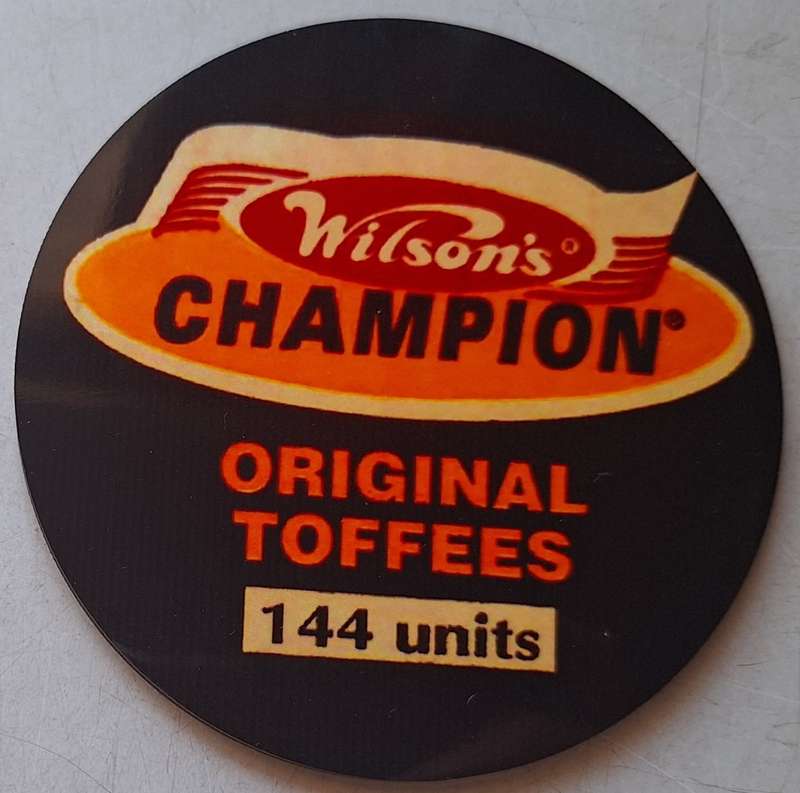 Wilson's®
CHAMPION®
ORIGINAL
TOFFEES
144 units